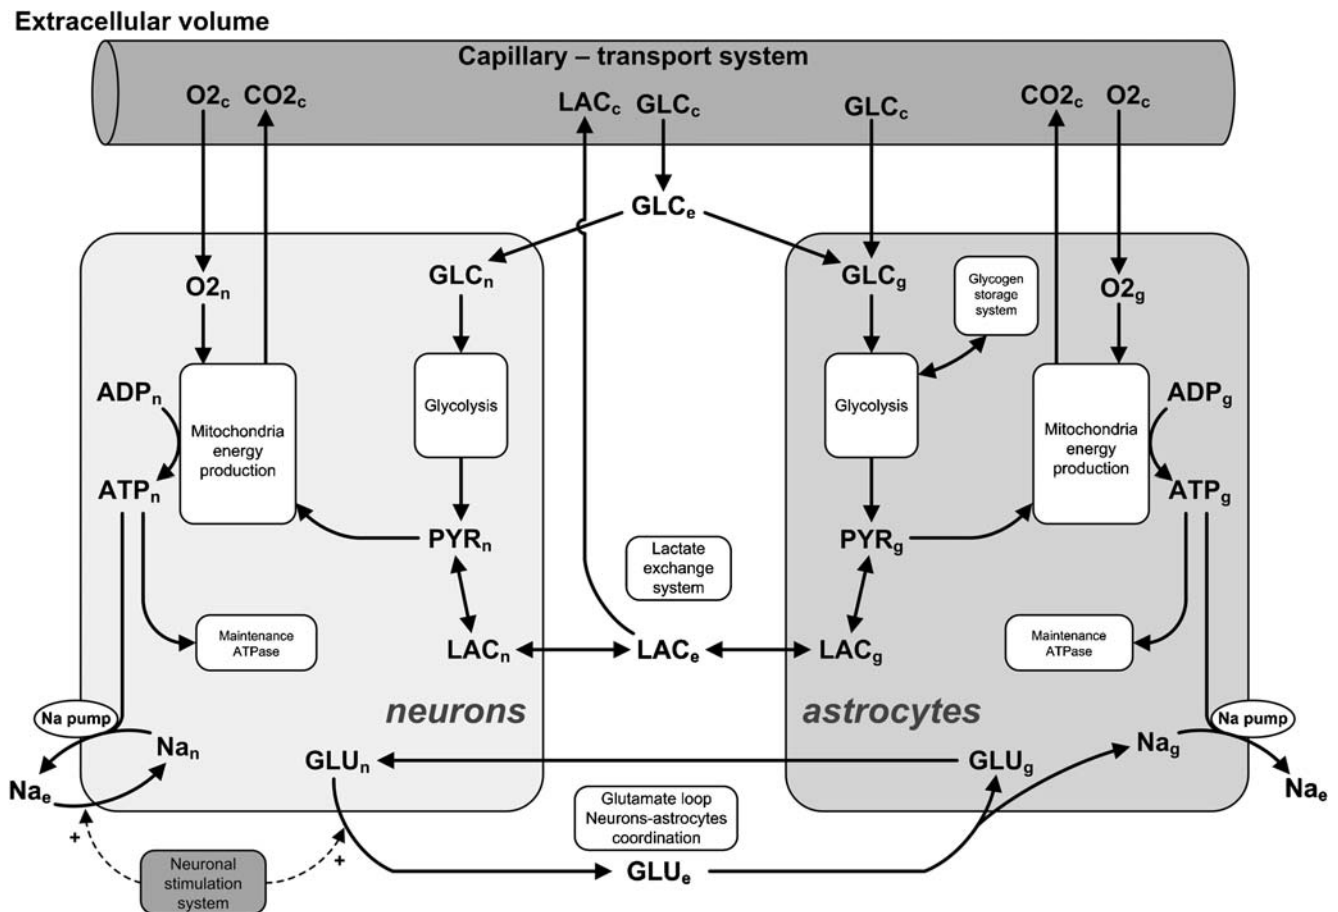 Extracellular volume
Capillary – transport system
O2c CO2c LACc GLCc GLCc CO2c O2c
GLCe
GLCn GLCg
Glycogen
storage
system
O2n O2g
ADPn ADPg
Mitochondria
energy
production
Glycolysis
Glycolysis
Mitochondria
energy
production
ATPn ATPg
PYRn PYRg
Lactate
exchange
system
Maintenance
ATPase
Maintenance
ATPase
LACn LACe LACg
neurons astrocytes
Na pump Na pump
Nan Nag
GLUn GLUg
Nae Nae
Glutamate loop
Neurons-astrocytes
coordination
+ +
Neuronal
stimulation
system
GLUe